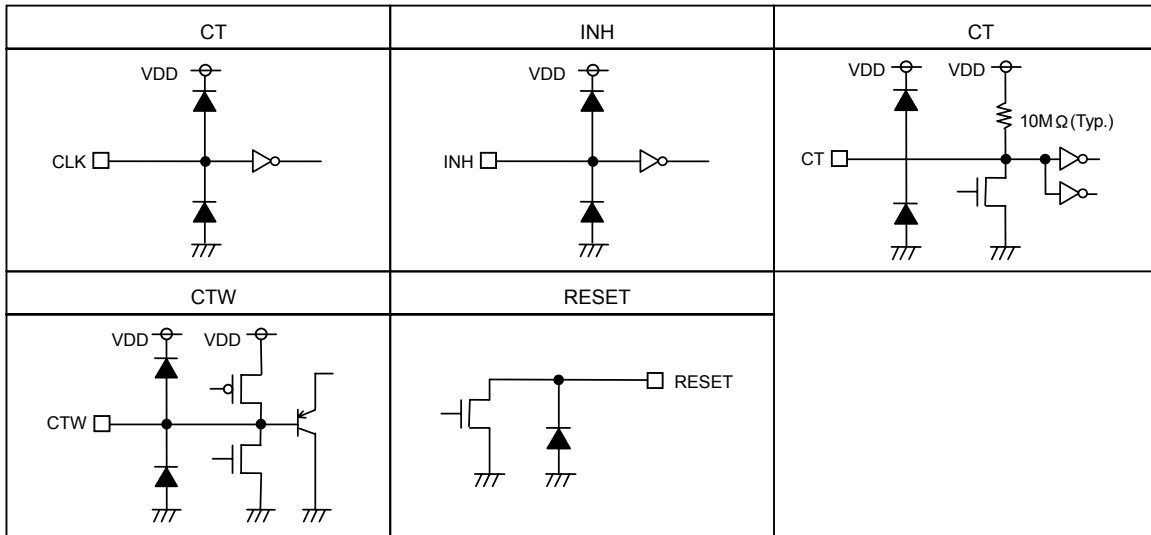 CT
INH
CT
VDD
CLK
VDD
INH
VDD
VDD
10MΩ(Typ.)
CT
CTW
RESET
VDD
VDD
CTW
RESET